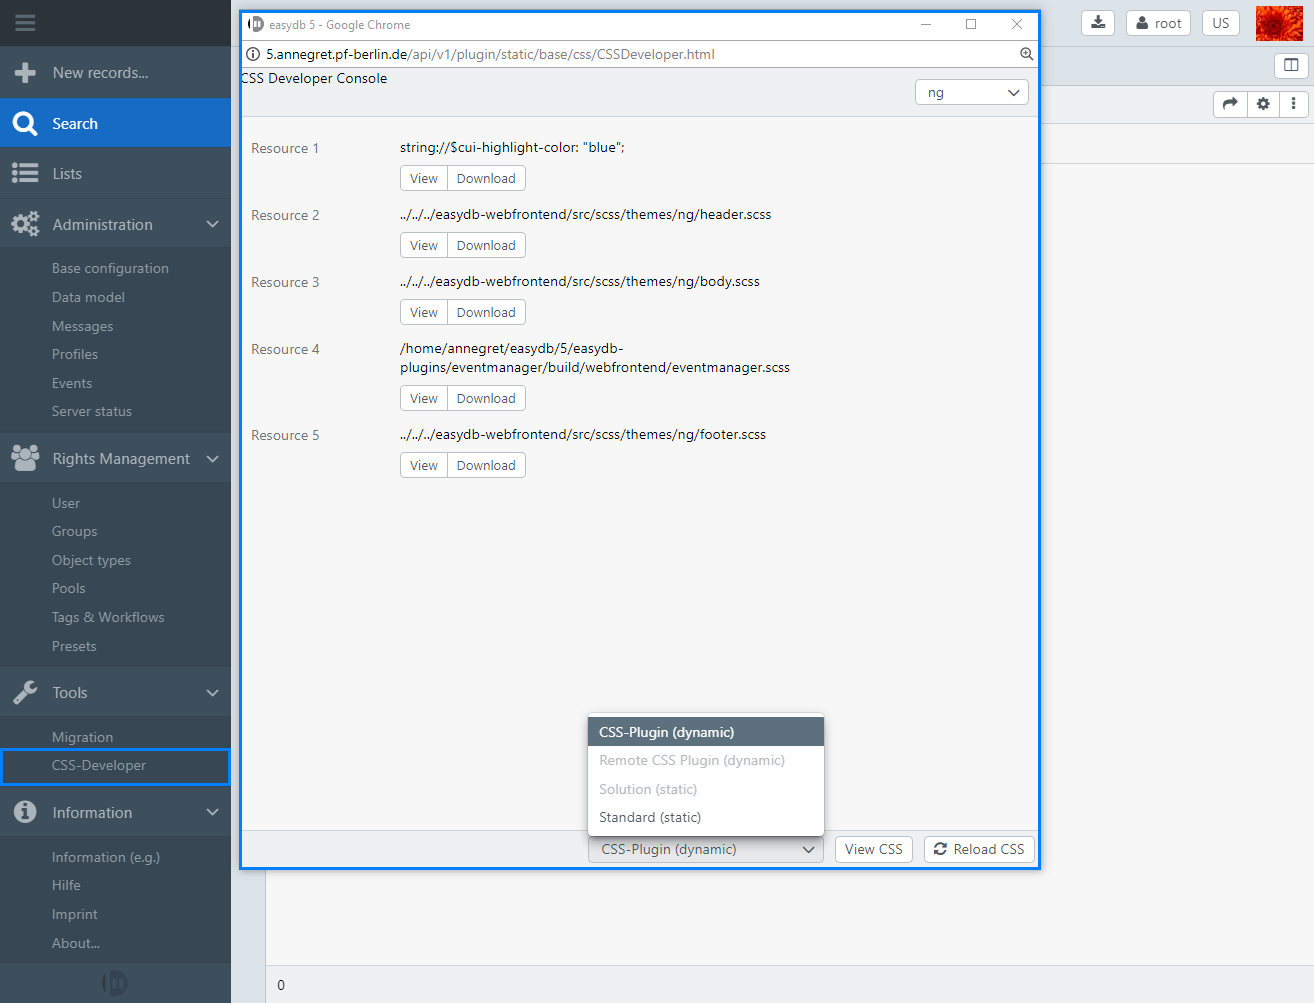 easydb 5 - Google Chrome
5.annegret.pf-berlin.de/api/v1/plugin/static/base/css/CSSDeveloper.html
CSS Developer Console
ng
root
US
New records...
Search
Lists
Administration
Base configuration
Data model
Messages
Profiles
Events
Server status
Rights Management
User
Groups
Object types
Pools
Tags & Workflows
Presets
Tools
Migration
CSS-Developer
Information
Information (e.g.)
Hilfe
Imprint
About...
Resource 1
string://$cui-highlight-color: "blue";
View Download
Resource 2
../../../easydb-webfrontend/src/scss/themes/ng/header.scss
View Download
Resource 3
../../../easydb-webfrontend/src/scss/themes/ng/body.scss
View Download
Resource 4
/home/annegret/easydb/5/easydb-
plugins/eventmanager/build/webfrontend/eventmanager.scss
View Download
Resource 5
../../../easydb-webfrontend/src/scss/themes/ng/footer.scss
View Download
CSS-Plugin (dynamic)
Remote CSS Plugin (dynamic)
Solution (static)
Standard (static)
CSS-Plugin (dynamic)
View CSS
Reload CSS
0